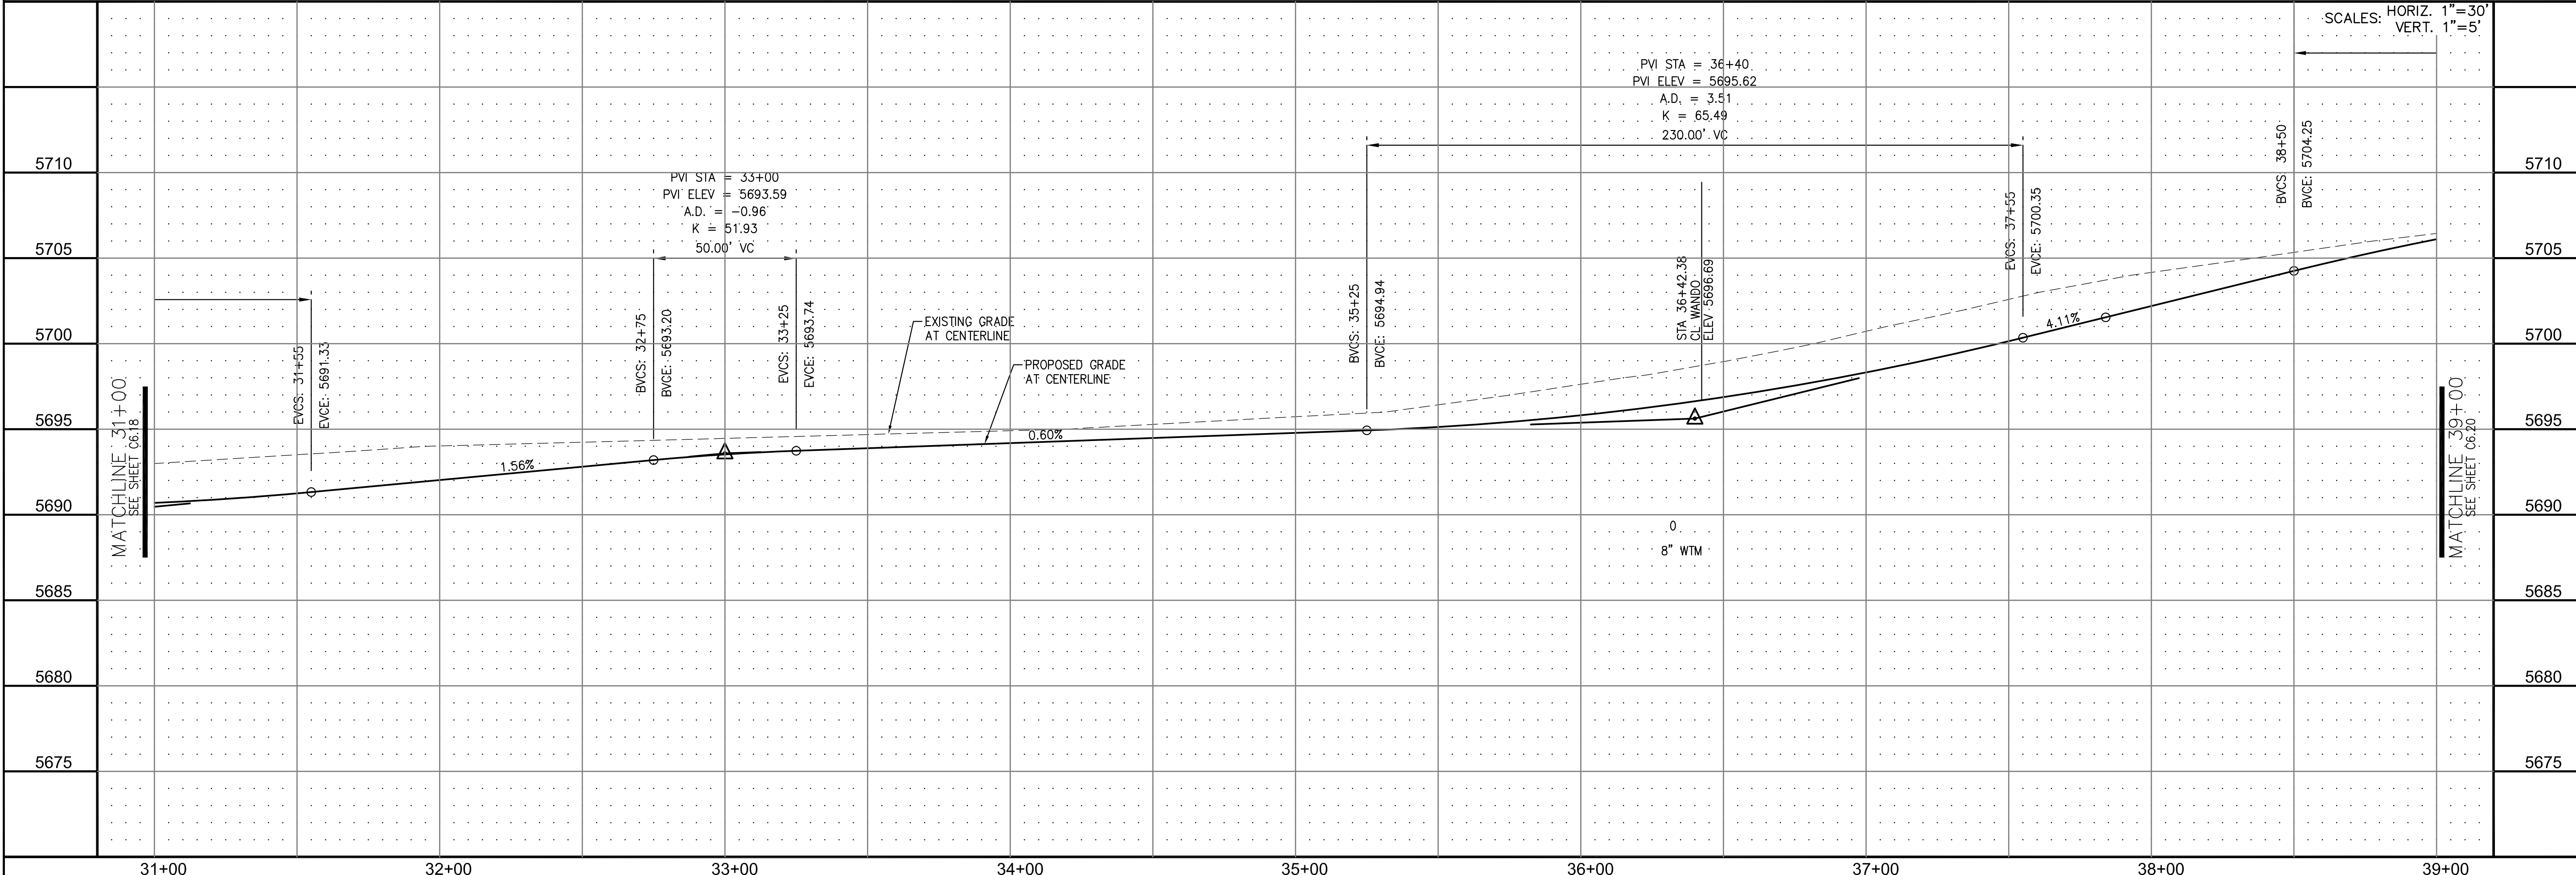 SCALES: HORIZ. 1"=30'
VERT. 1"=5'
PVI STA = 36+40
PVI ELEV = 5695.62
A.D. = 3.51
K = 65.49
230.00' VC
BVCS 38+50
BVCE: 5704.25
PVI STA = 33+00
PVI ELEV = 5693.59
A.D. = -0.96
K = 51.93
50.00' VC
EVCS: 37+55
EVCE: 5700.35
STA 36+42.38
CL WANDO
ELEV 5696.69
BVCS: 35+25
BVCE: 5694.94
EVCS: 33+25
EVCE: 5693.74
BVCS: 32+75
BVCE: 5693.20
EVCS: 31+55
EVCE: 5691.33
EXISTING GRADE
AT CENTERLINE
PROPOSED GRADE
AT CENTERLINE
4.11%
0.60%
1.56%
MATCHLINE 31+00
SEE SHEET C6.18
MATCHLINE 39+00
SEE SHEET C6.20
0
8" WTM
5710
5705
5700
5695
5690
5685
5680
5675
5710
5705
5700
5695
5690
5685
5680
5675
31+00
32+00
33+00
34+00
35+00
36+00
37+00
38+00
39+00